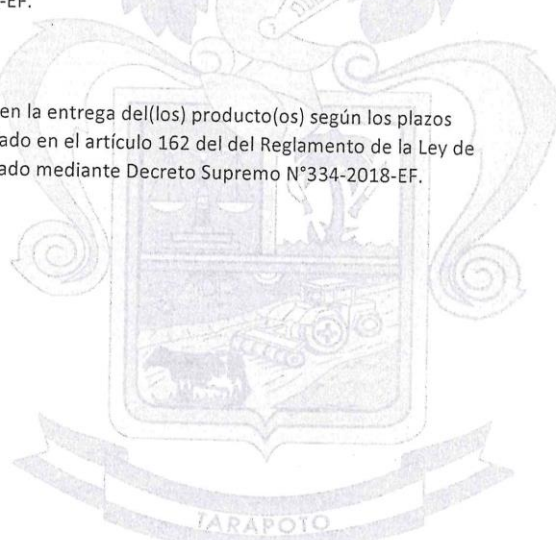 -EF.
en la entrega del(los) producto(os) según los plazos
ado en el artículo 162 del del Reglamento de la Ley de
ado mediante Decreto Supremo N°334-2018-EF.
TARAPOTO